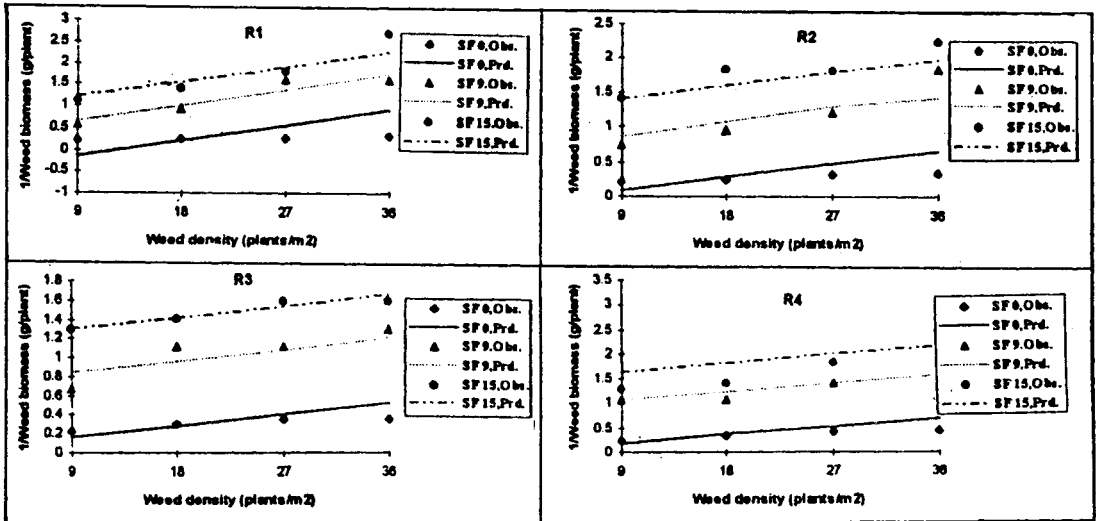 R1
1/Weed biomass (g/plant)
3
2.5
2
1.5
1
0.5
0
-0.5
-1
9
18
27
36
Weed density (plants/m2)
SF0,Obs.
SF0,Prd.
SF9.Obs.
SF9,Prd.
SF15,Obs.
SF15,Prd.
R2
1/Weed biomass (g/plant)
2.5
2
1.5
1
0.5
0
9
18
27
36
Weed density (plants/m2)
SF0,Obs.
SF0,Prd.
SF9.Obs.
SF9,Prd.
SF15,Obs.
SF15,Prd.
R3
1/Weed biomass (g/plant)
1.8
1.6
1.4
1.2
1
0.8
0.6
0.4
0.2
0
9
18
27
36
Weed density (plants/m2)
SF0,Obs.
SF0,Prd.
SF9.Obs.
SF9,Prd.
SF15,Obs.
SF15,Prd.
R4
1/Weed biomass (g/plant)
3.5
3
2.5
2
1.5
1
0.5
0
9
18
27
36
Weed density (plants/m2)
SF0,Obs.
SF0,Prd.
SF9.Obs.
SF9,Prd.
SF15,Obs.
SF15,Prd.